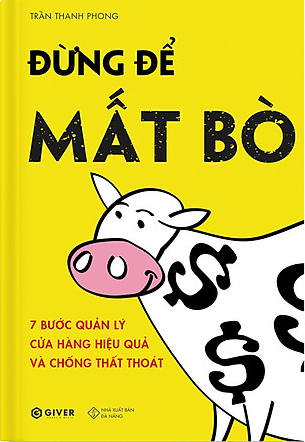 TRẦN THANH PHONG
ĐỪNG ĐỂ
MẤT BÒ
$
$
$
7 BƯỚC QUẢN LÝ
CỬA HÀNG HIỆU QUẢ
VÀ CHỐNG THẤT THOÁT
GIVER
NHÀ XUẤT BẢN
ĐÀ NẴNG